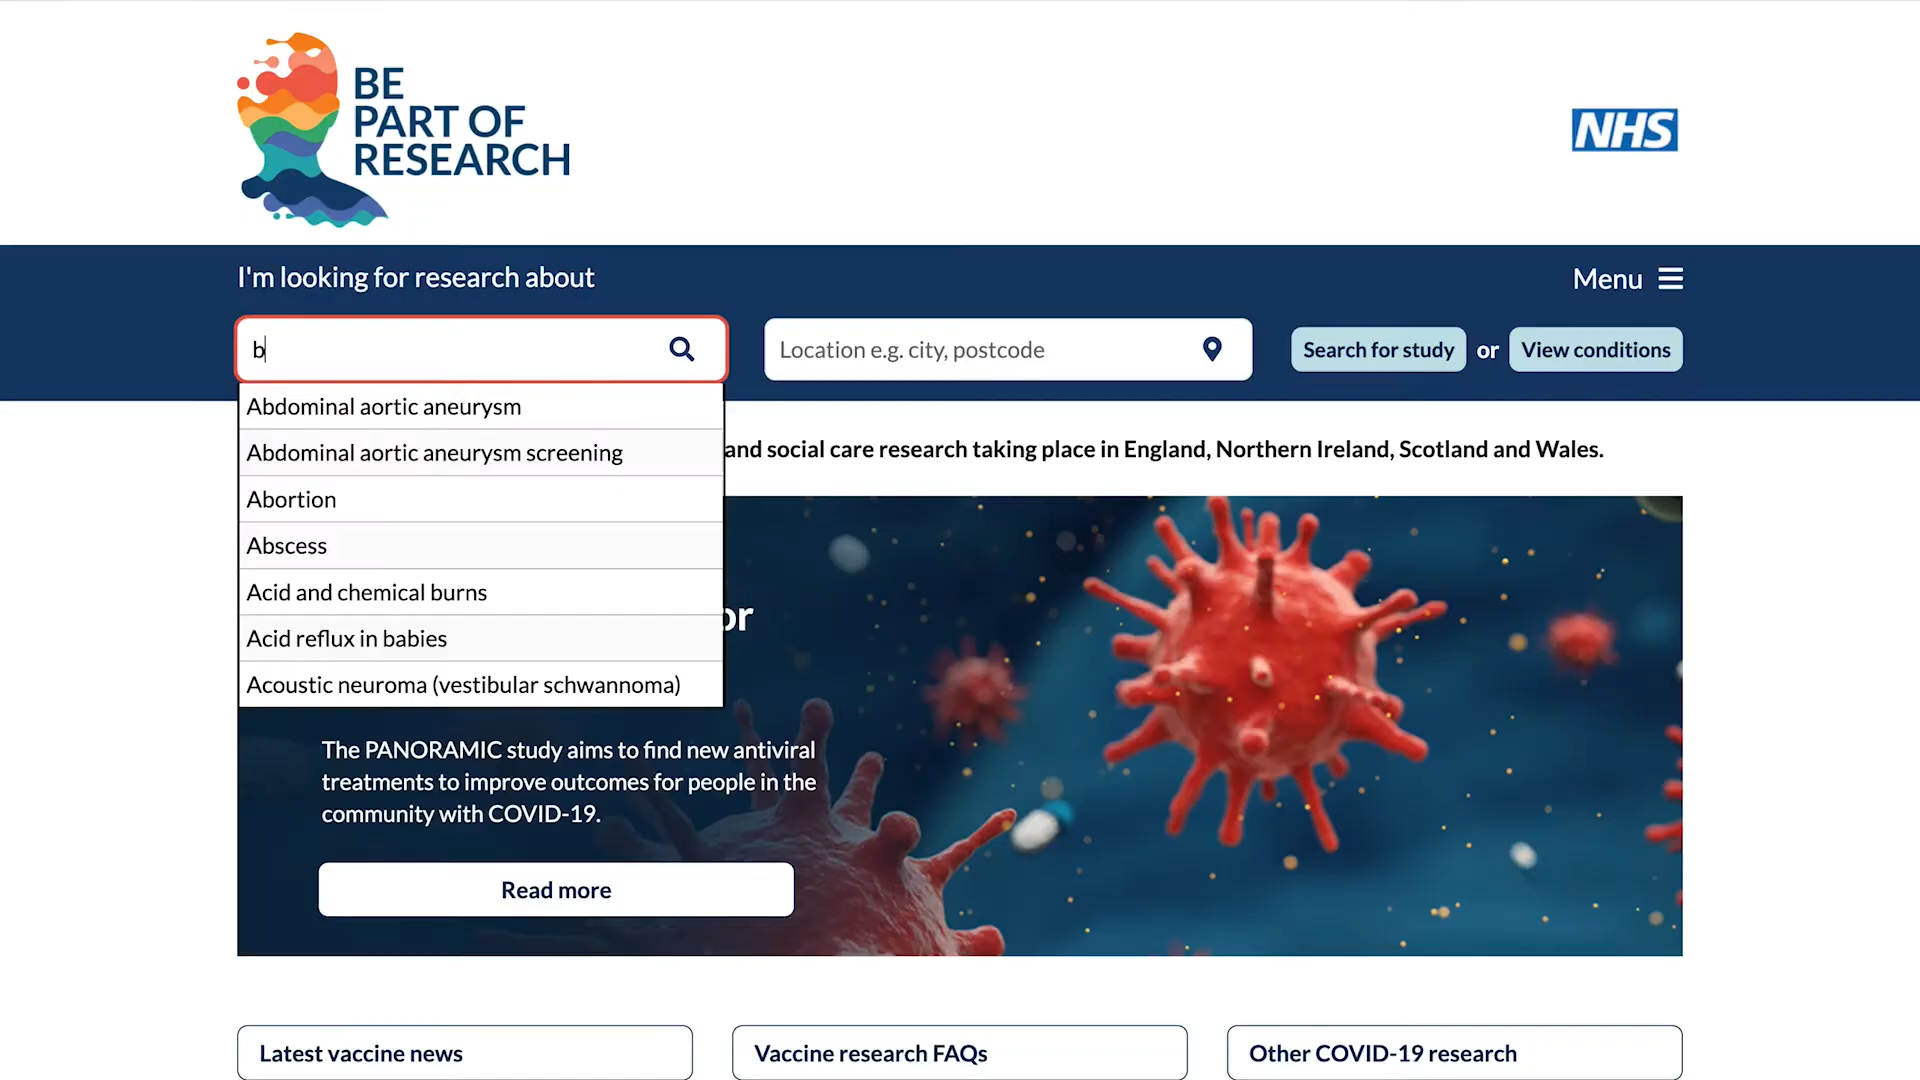 BE
PART OF
RESEARCH
NHS
I'm looking for research about
Menu
b
Location e.g. city, postcode
Search for study
or
View conditions
Abdominal aortic aneurysm
Abdominal aortic aneurysm screening
Abortion
Abscess
Acid and chemical burns
Acid reflux in babies
Acoustic neuroma (vestibular schwannoma)
and social care research taking place in England, Northern Ireland, Scotland and Wales.
The PANORAMIC study aims to find new antiviral
treatments to improve outcomes for people in the
community with COVID-19.
Read more
Latest vaccine news
Vaccine research FAQs
Other COVID-19 research